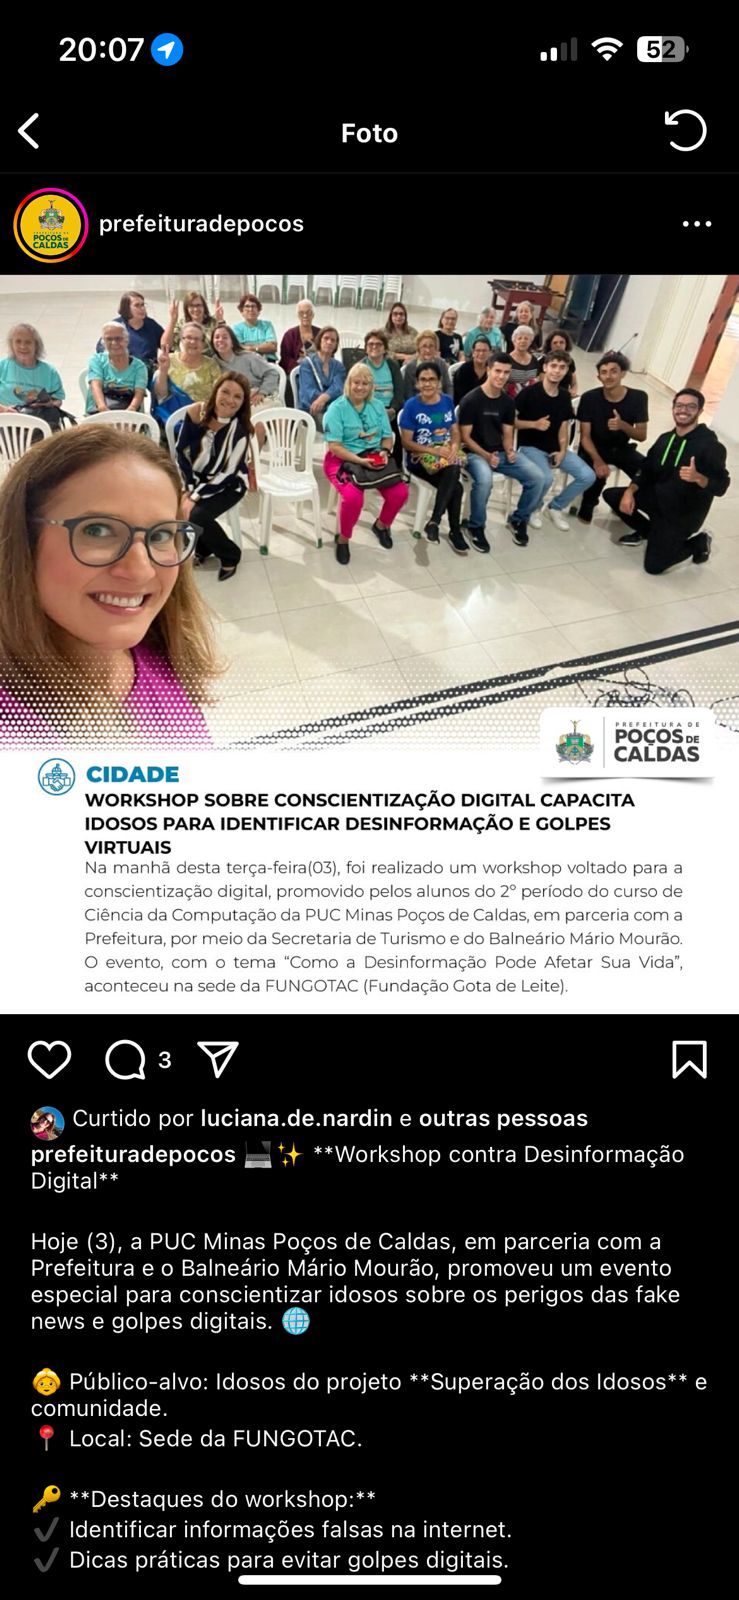 20:07
52
Foto
prefeituradepocos
PREFEITURA DE
POÇOS DE
CALDAS
CIDADE
WORKSHOP SOBRE CONSCIENTIZAÇÃO DIGITAL CAPACITA
IDOSOS PARA IDENTIFICAR DESINFORMAÇÃO E GOLPES
VIRTUAIS
Na manhã desta terça-feira(03), foi realizado um workshop voltado para a
conscientização digital, promovido pelos alunos do 2º período do curso de
Ciência da Computação da PUC Minas Poços de Caldas, em parceria com a
Prefeitura, por meio da Secretaria de Turismo e do Balneário Mário Mourão.
O evento, com o tema “Como a Desinformação Pode Afetar Sua Vida”,
aconteceu na sede da FUNGOTAC (Fundação Gota de Leite).
PREFEITURA DE
POÇOS DE
CALDAS
3
Curtido por luciana.de.nardin e outras pessoas
prefeituradepocos 💻✨ **Workshop contra Desinformação
Digital**
Hoje (3), a PUC Minas Poços de Caldas, em parceria com a
Prefeitura e o Balneário Mário Mourão, promoveu um evento
especial para conscientizar idosos sobre os perigos das fake
news e golpes digitais. 🌐
👵 Público-alvo: Idosos do projeto **Superação dos Idosos** e
comunidade.
📍 Local: Sede da FUNGOTAC.
🔑 **Destaques do workshop:**
✔️ Identificar informações falsas na internet.
✔️ Dicas práticas para evitar golpes digitais.